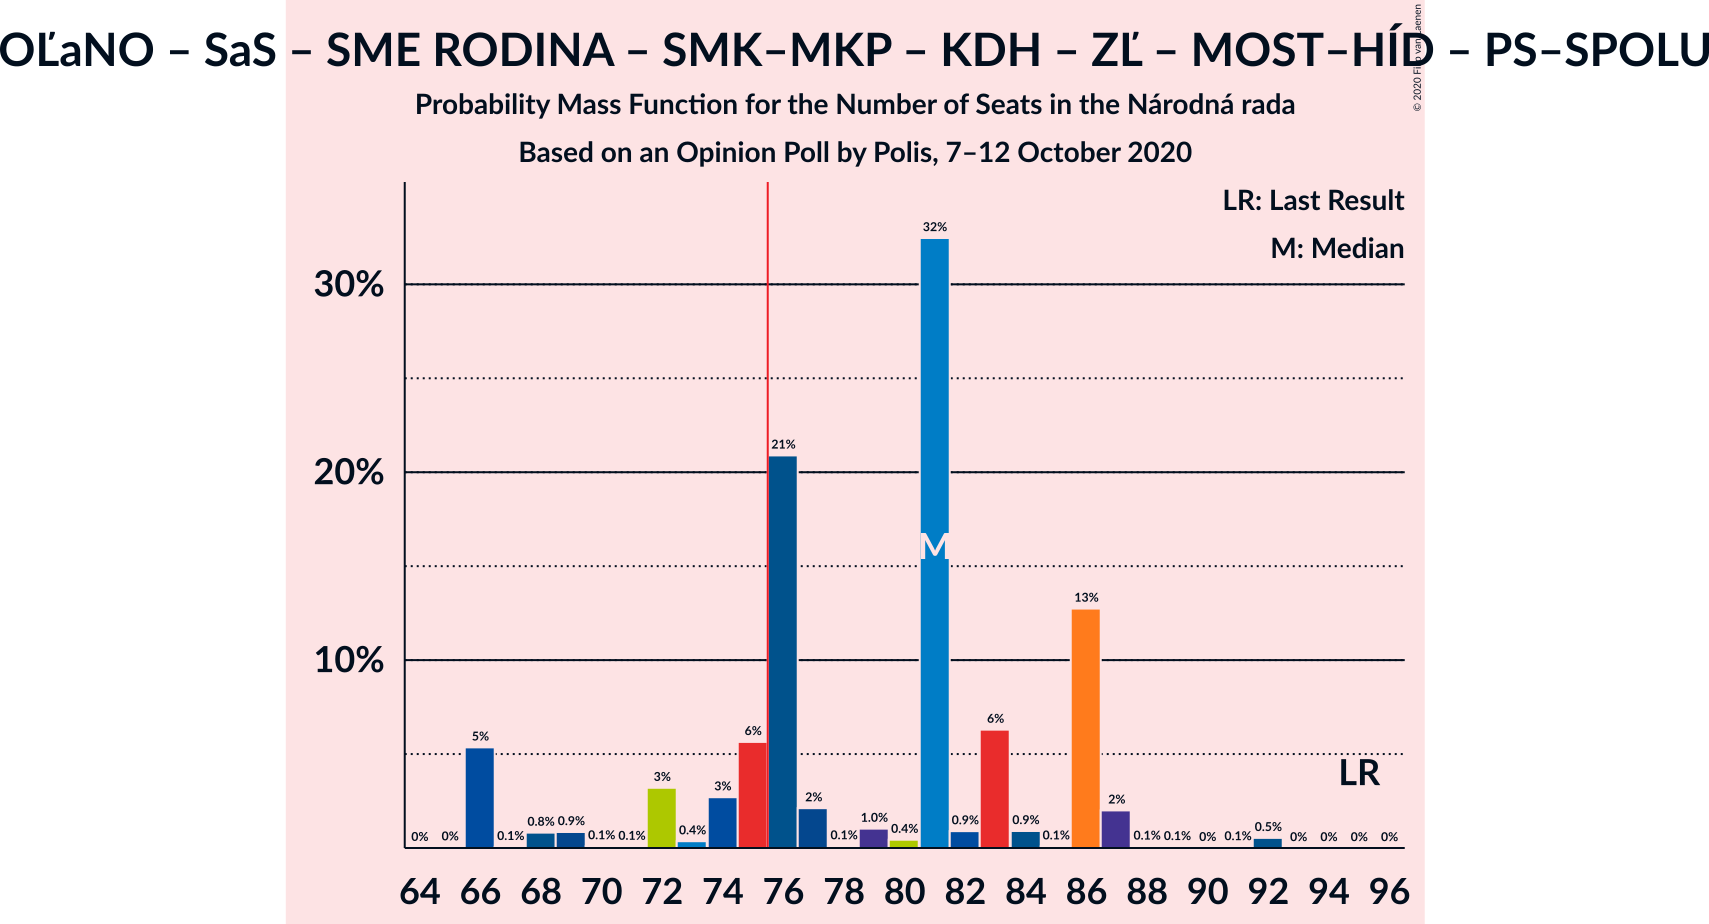 OĽaNO – SaS – SME RODINA – SMK–MKP – KDH – ZĽ – MOST–HÍD – PS–SPOLU
Probability Mass Function for the Number of Seats in the Národná rada
Based on an Opinion Poll by Polis, 7–12 October 2020
© 2020 Filip van Laenen
LR: Last Result
M: Median
30%
20%
10%
0% 0% 5% 0.1% 0.8% 0.9% 0.1% 0.1% 3% 0.4% 3% 6% 21% 2% 0.1% 1.0% 0.4% 32% 0.9% 6% 0.9% 0.1% 13% 2% 0.1% 0.1% 0% 0.1% 0.5% 0% 0% 0% 0%
M
LR
64 66 68 70 72 74 76 78 80 82 84 86 88 90 92 94 96